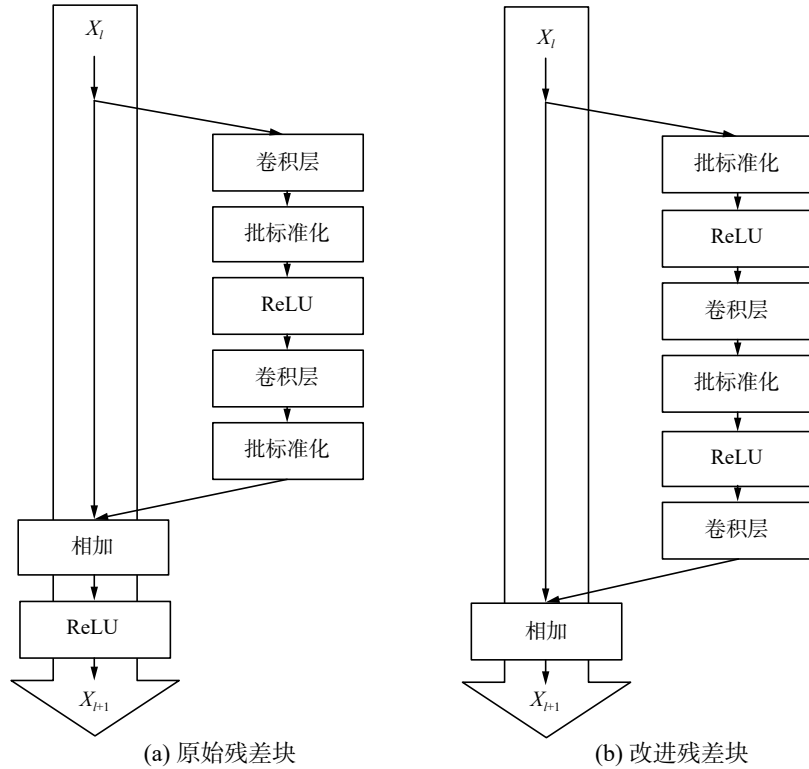 X_l
卷积层
批标准化
ReLU
卷积层
批标准化
相加
ReLU
X_{l+1}
(a) 原始残差块
X_l
批标准化
ReLU
卷积层
批标准化
ReLU
卷积层
相加
X_{l+1}
(b) 改进残差块